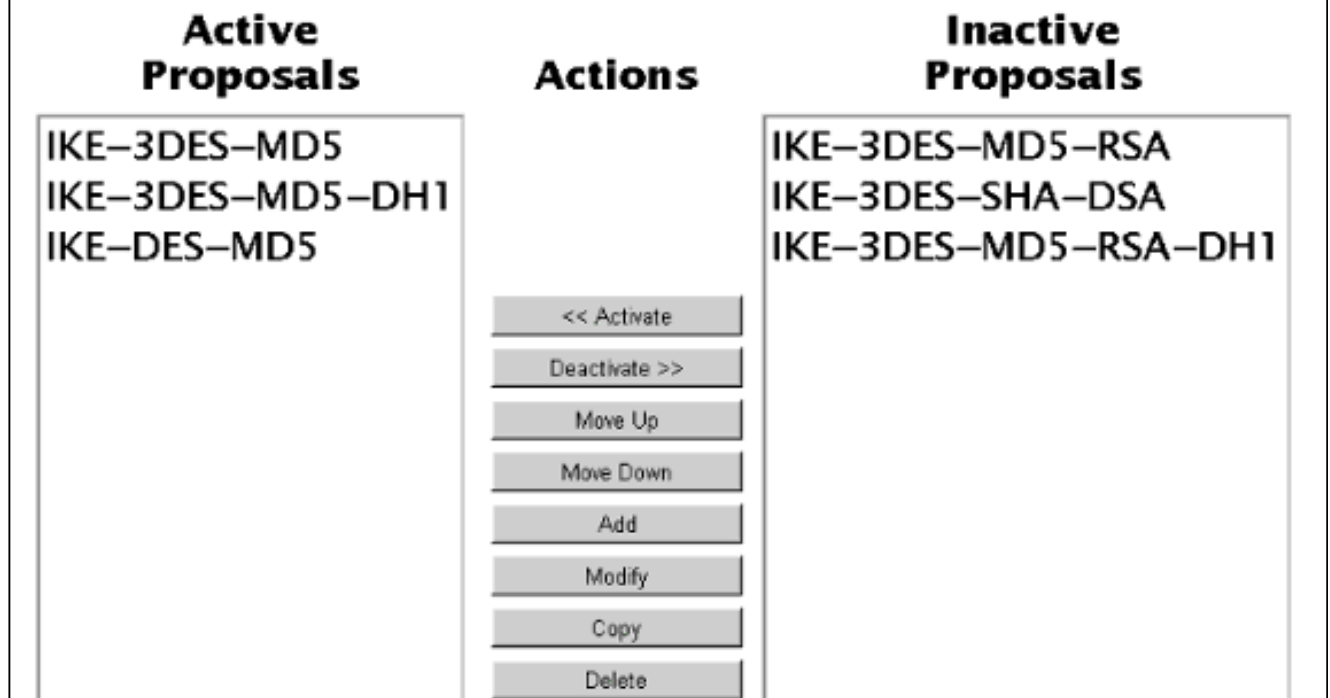 Active
Proposals
Actions
Inactive
Proposals
IKE–3DES–MD5
IKE–3DES–MD5–DH1
IKE–DES–MD5
<< Activate
Deactivate >>
Move Up
Move Down
Add
Modify
Copy
Delete
IKE–3DES–MD5–RSA
IKE–3DES–SHA–DSA
IKE–3DES–MD5–RSA–DH1